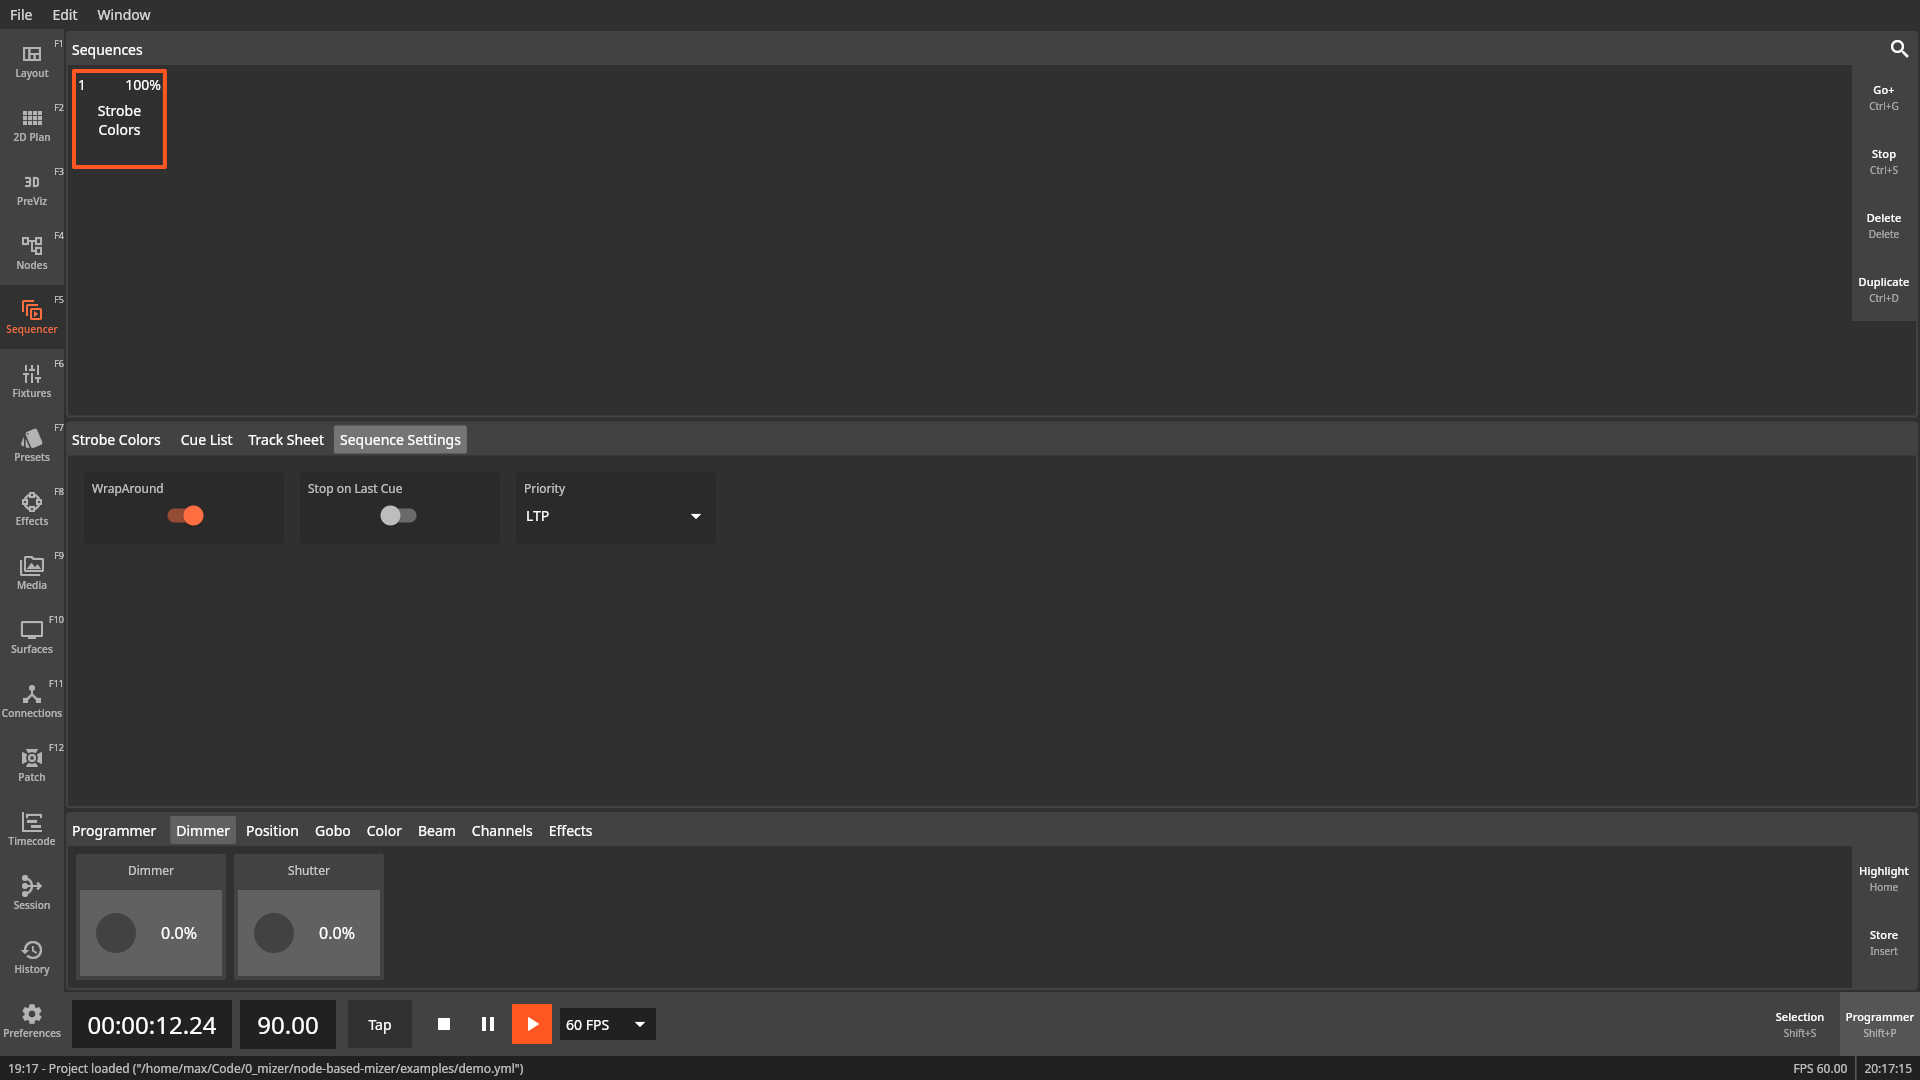 File Edit Window
F1
Layout
F2
2D Plan
F3
3D
PreViz
F4
Nodes
F5
Sequencer
F6
Fixtures
F7
Presets
F8
Effects
F9
Media
F10
Surfaces
F11
Connections
F12
Patch
Timecode
Session
History
Preferences
Sequences
1 100%
Strobe
Colors
Go+
Ctrl+G
Stop
Ctrl+S
Delete
Delete
Duplicate
Ctrl+D
Strobe Colors Cue List Track Sheet Sequence Settings
WrapAround Stop on Last Cue Priority
LTP
Programmer Dimmer Position Gobo Color Beam Channels Effects
Dimmer Shutter
0.0% 0.0%
Highlight
Home
Store
Insert
00:00:12.24 90.00 Tap 60 FPS
Selection
Shift+S
Programmer
Shift+P
19:17 - Project loaded ("/home/max/Code/0_mizer/node-based-mizer/examples/demo.yml") FPS 60.00 20:17:15